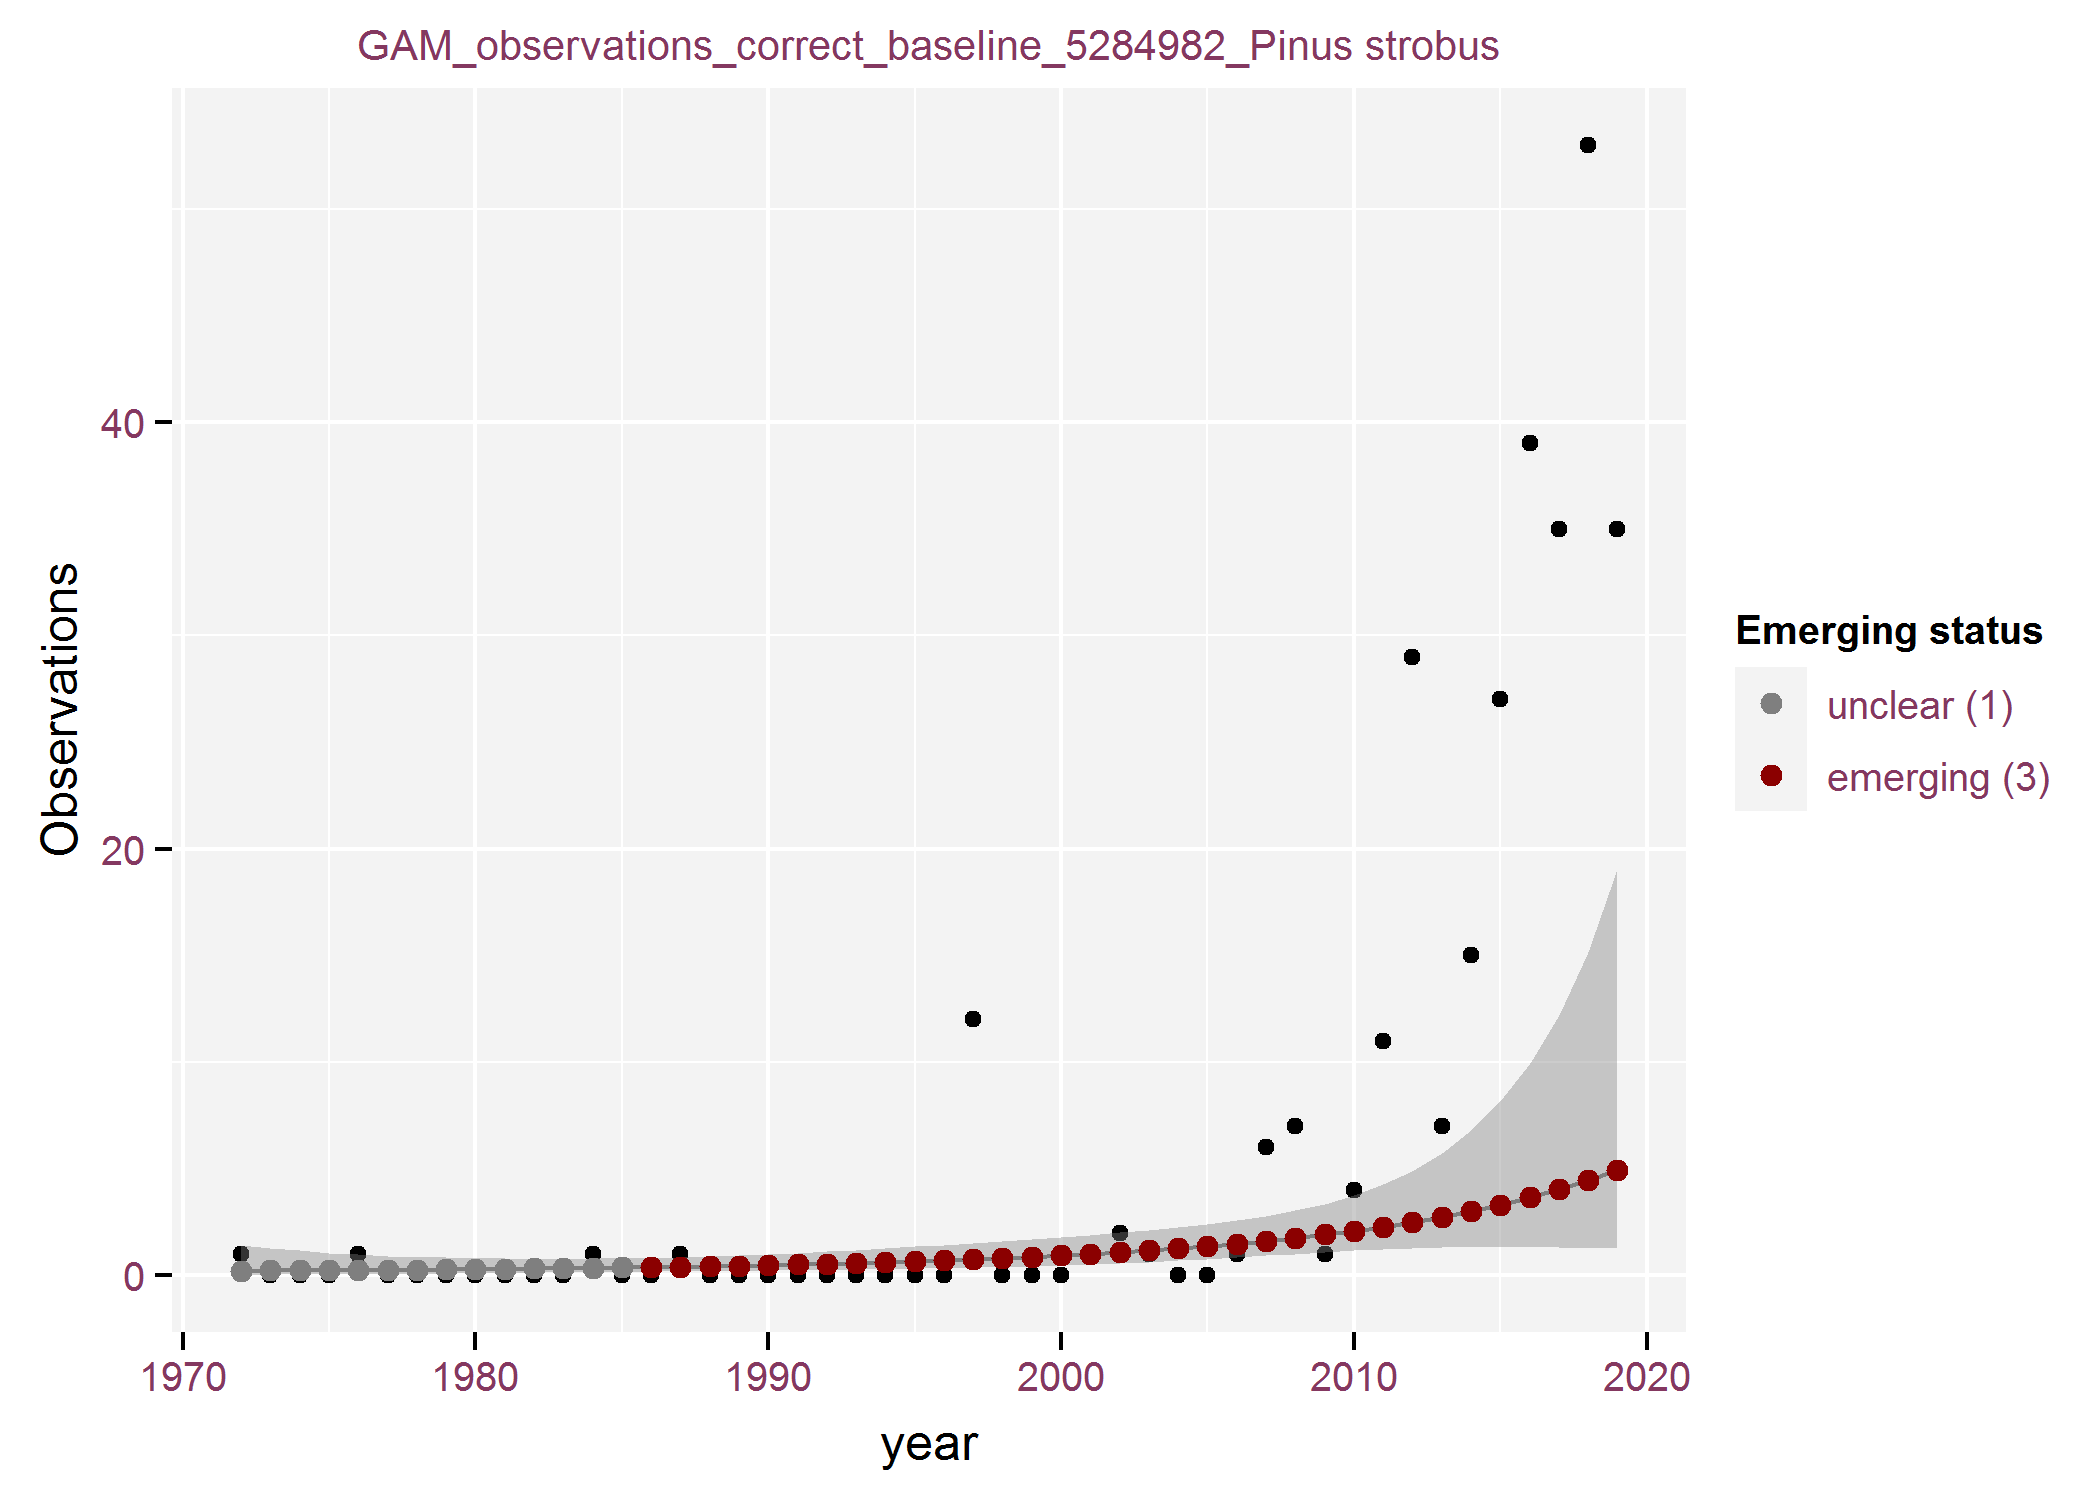 GAM_observations_correct_baseline_5284982_Pinus strobus
Observations
40
20
0
1970 1980 1990 2000 2010 2020
year
Emerging status
unclear (1)
emerging (3)